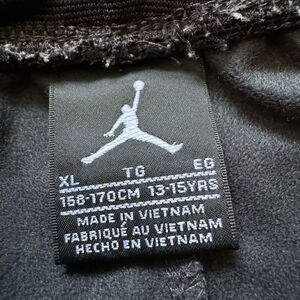 XL TG EG
158-170CM 13-15YRS
MADE IN VIETNAM
FABRIQUÉ AU VIETNAM
HECHO EN VIETNAM